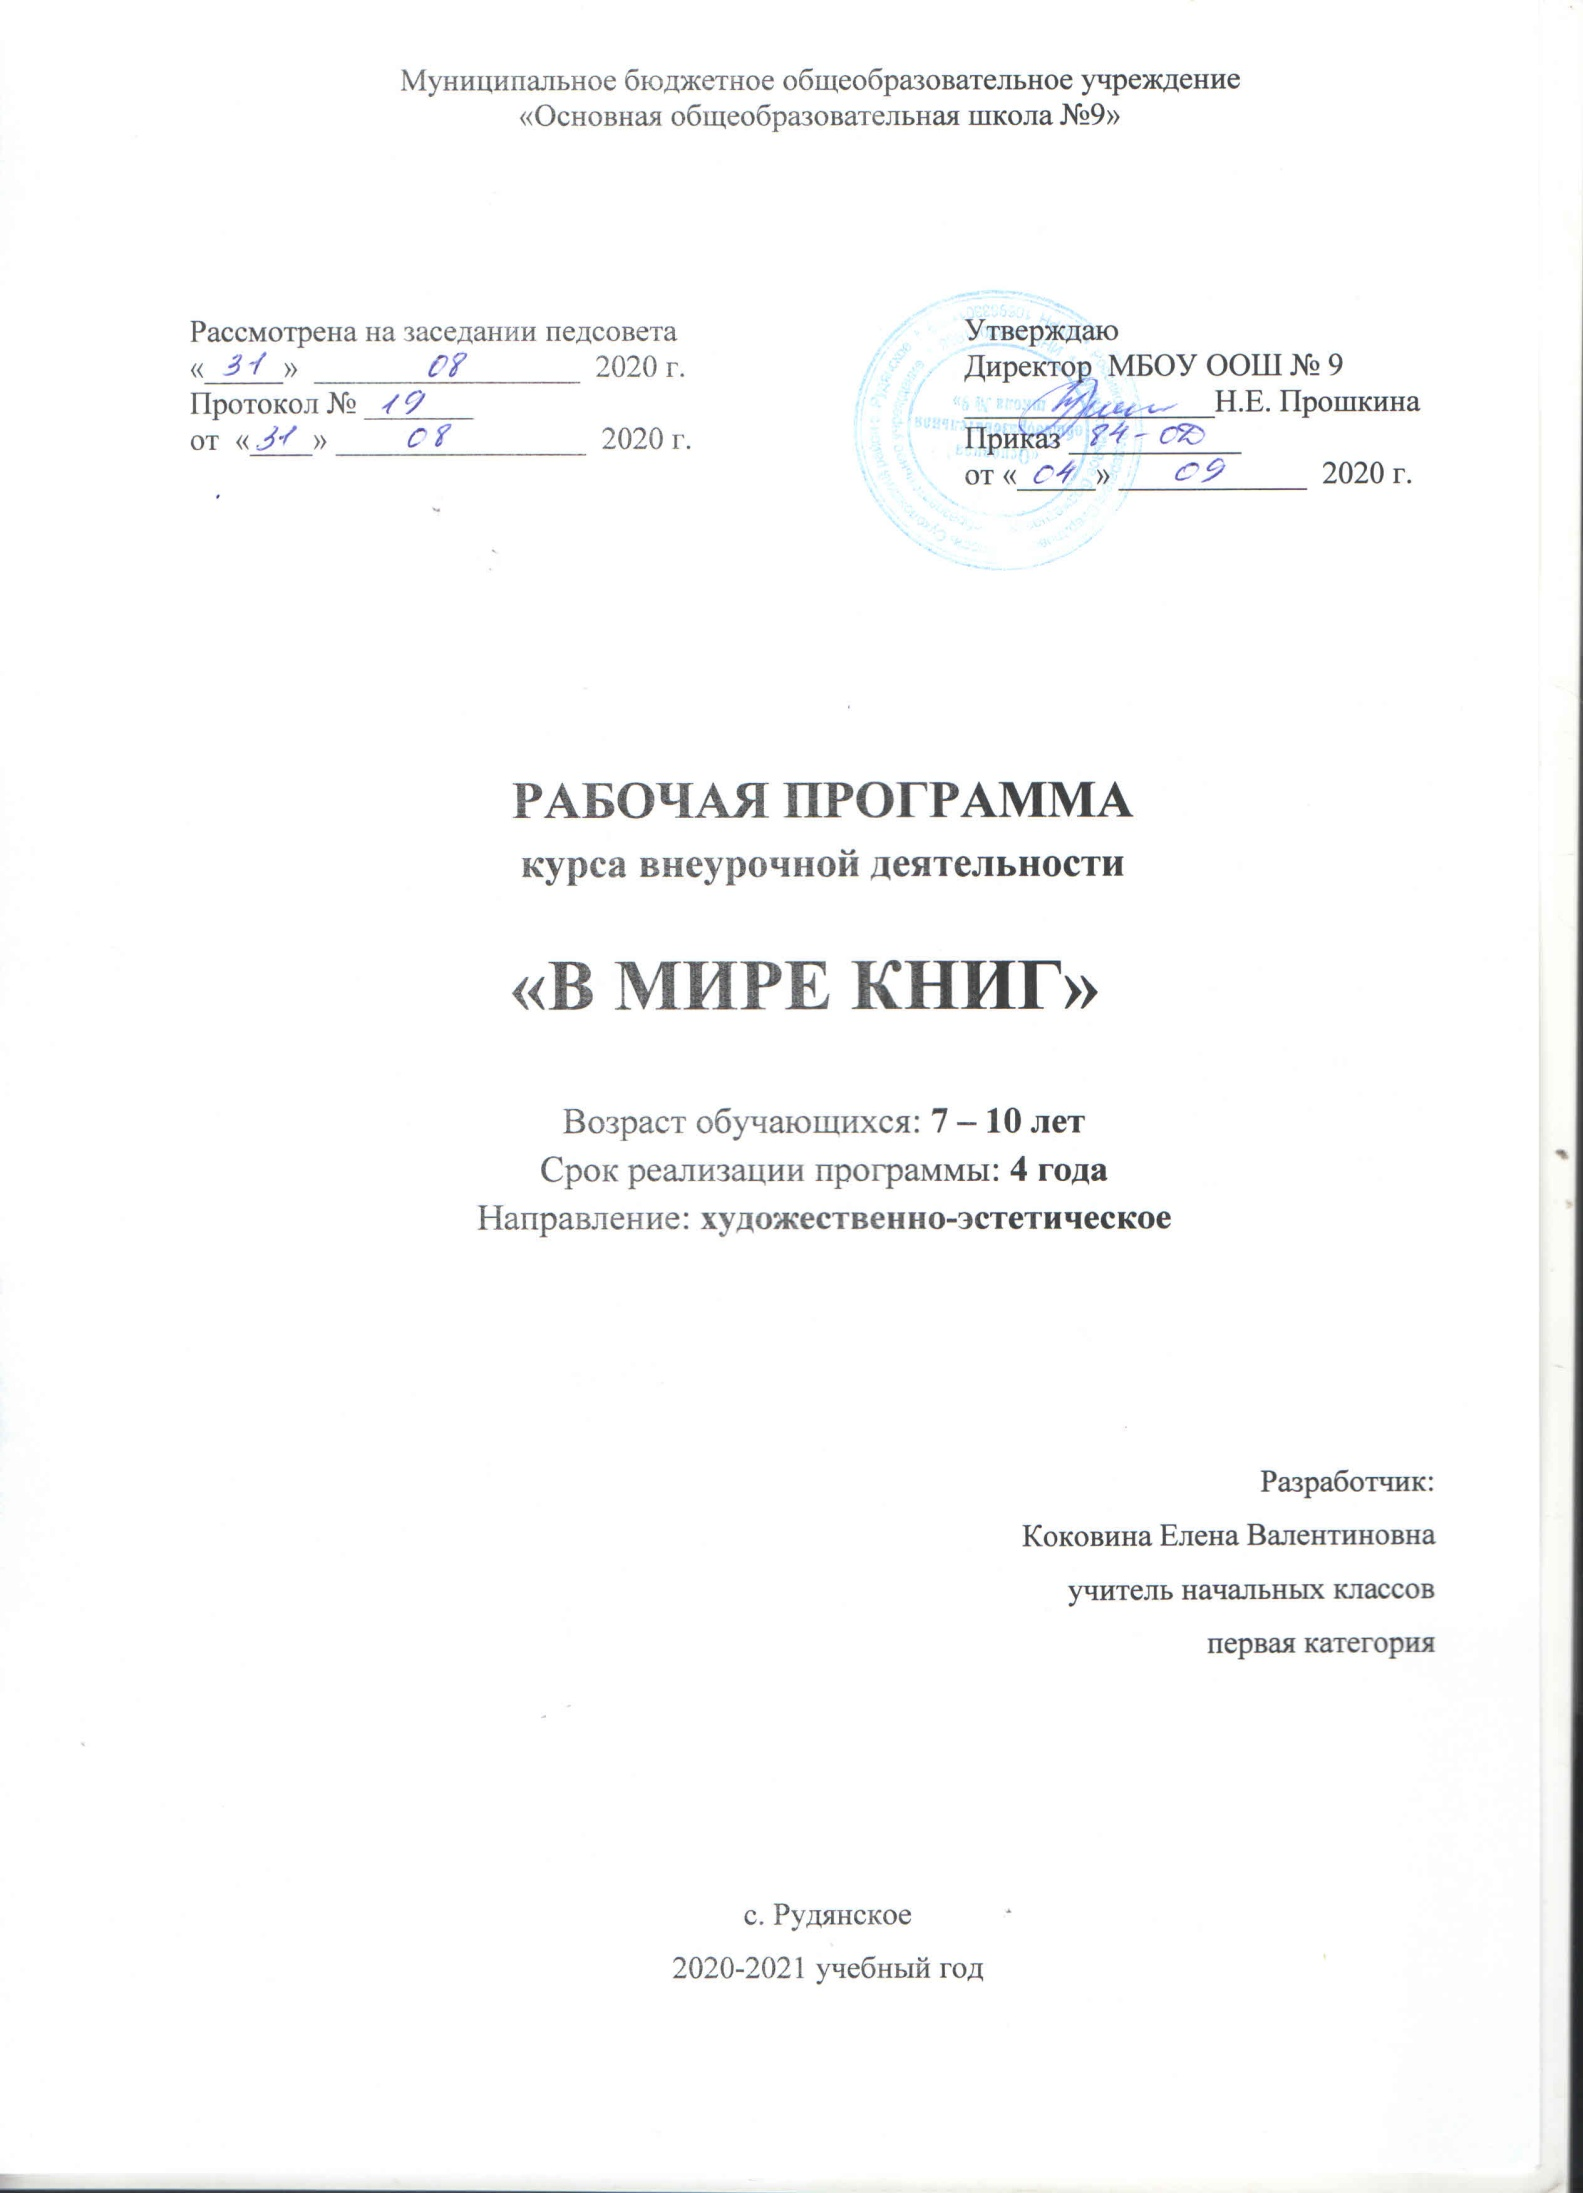 Муниципальное бюджетное общеобразовательное учреждение
«Основная общеобразовательная школа №9»
Рассмотрена на заседании педсовета
«31» 08 2020 г.
Протокол № 19
от «31» 08 2020 г.
Утверждаю
Директор МБОУ ООШ № 9
Н.Е. Прошкина
Приказ 84-ОД
от «04» 09 2020 г.
РАБОЧАЯ ПРОГРАММА
курса внеурочной деятельности
«В МИРЕ КНИГ»
Возраст обучающихся: 7 – 10 лет
Срок реализации программы: 4 года
Направление: художественно-эстетическое
Разработчик:
Коковина Елена Валентиновна
учитель начальных классов
первая категория
с. Рудянское
2020-2021 учебный год